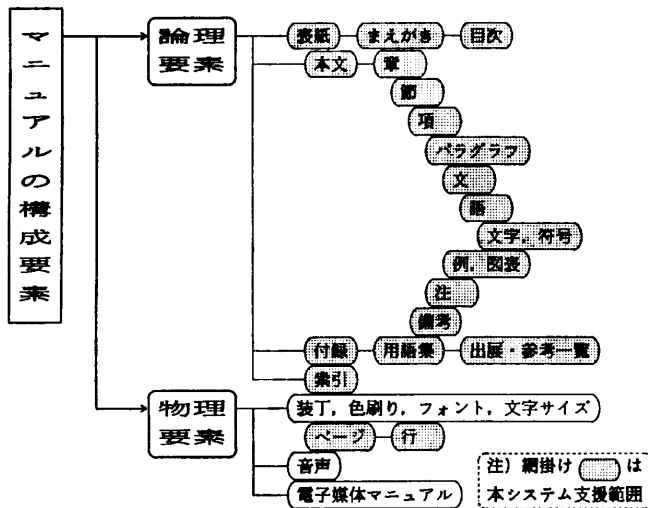 マニュアルの構成要素
論理
要素
表紙 まえがき 目次
本文 章
節
項
パラグラフ
文
語
文字，符号
例，図表
注
備考
付録 用語集 出展・参考一覧
索引
物理
要素
装丁，色刷り，フォント，文字サイズ
ページ 行
音声
電子媒体マニュアル
注）網掛け は
本システム支援範囲